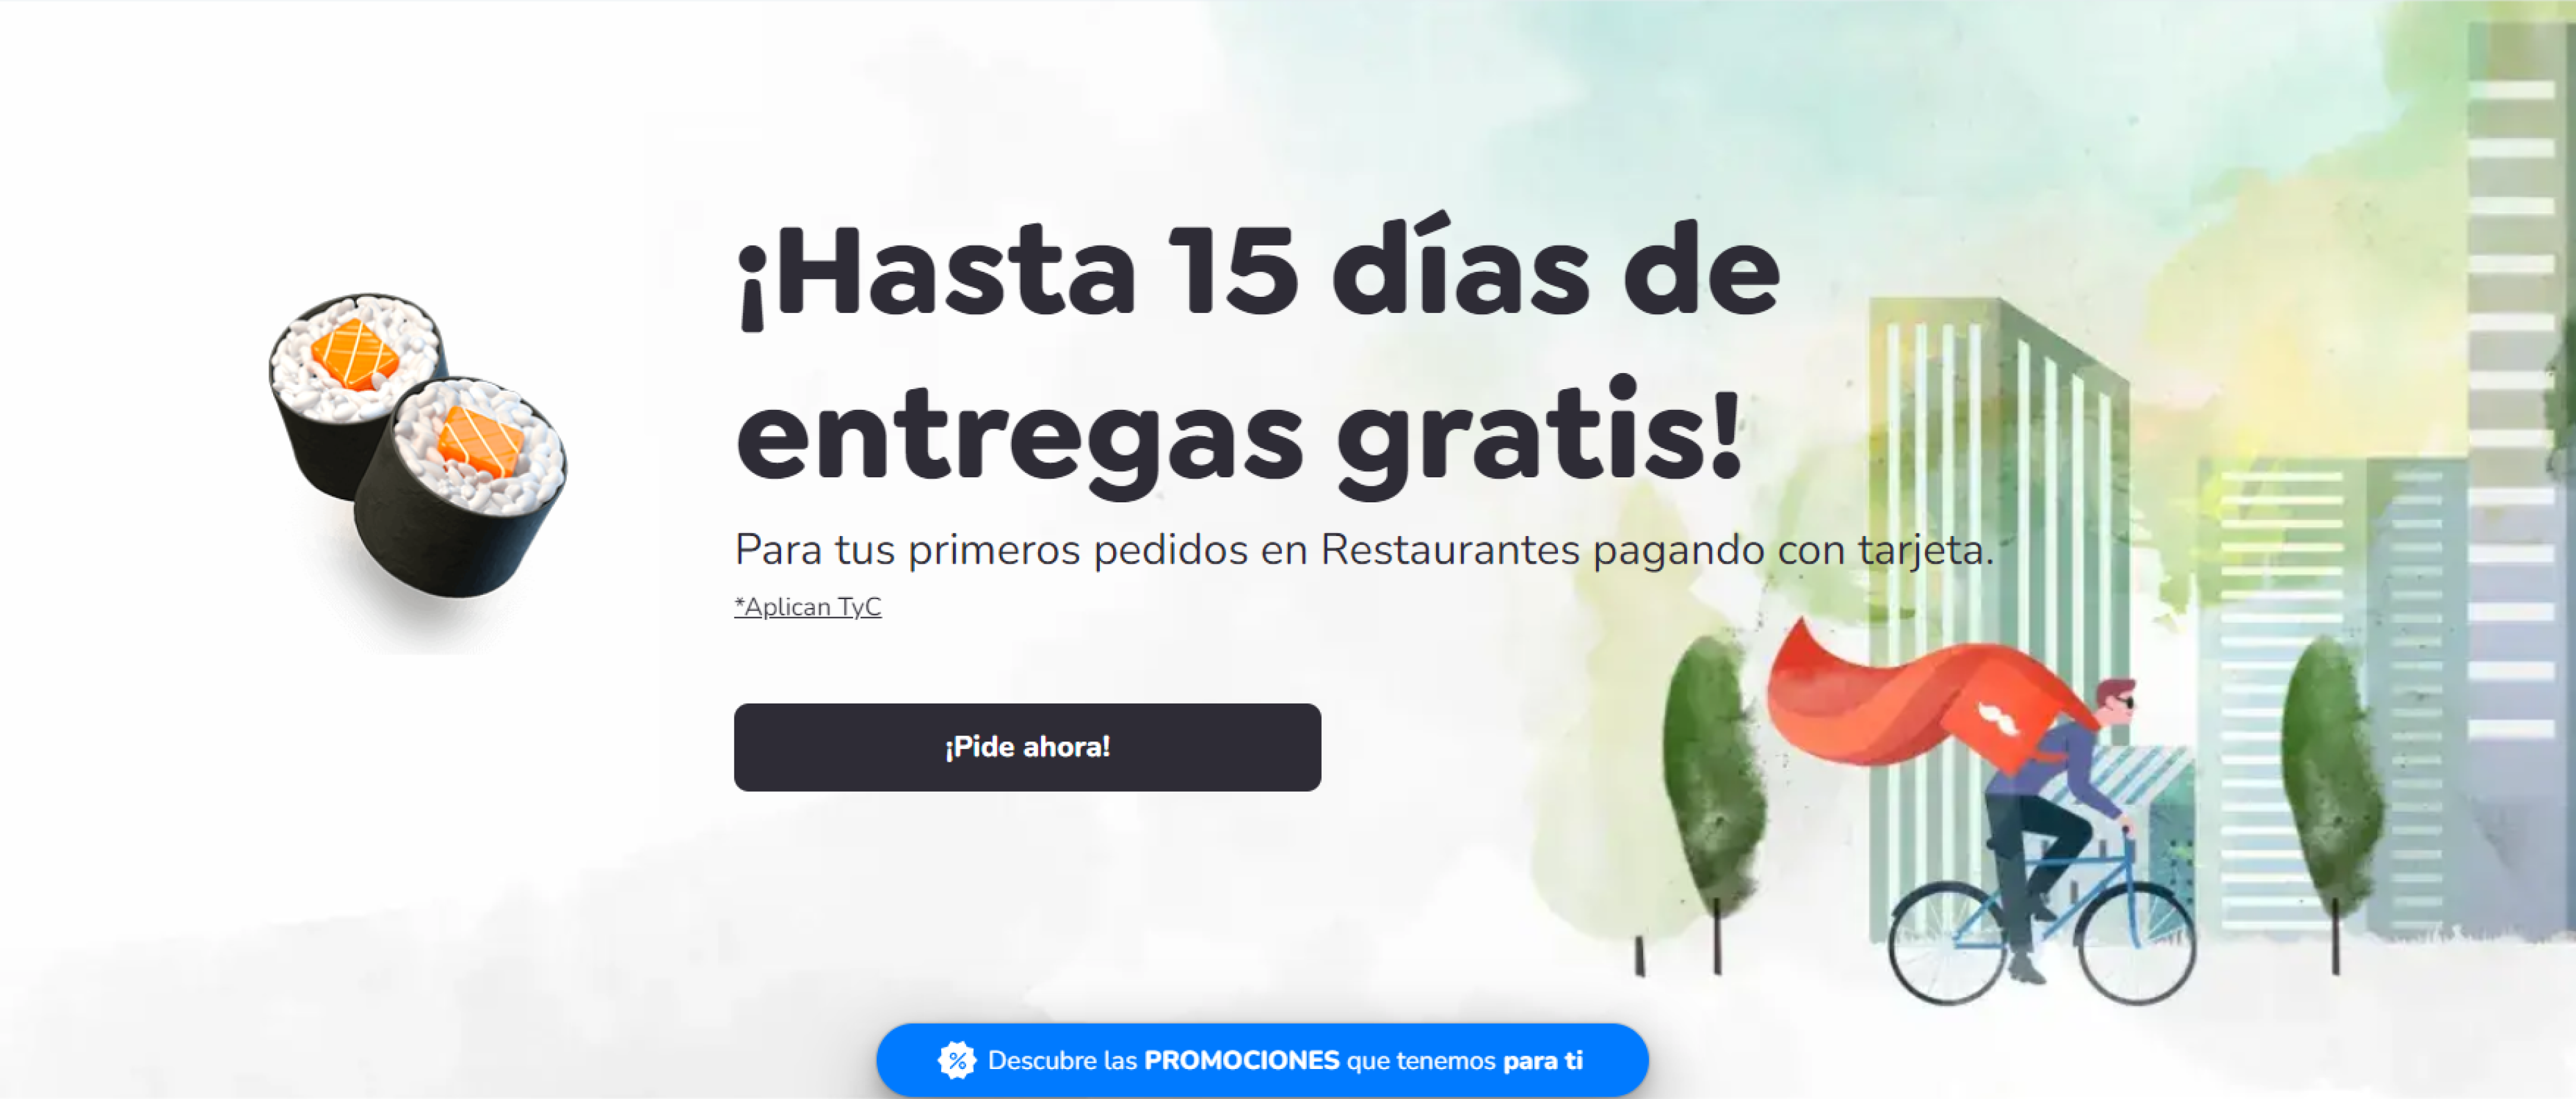 ¡Hasta 15 días de
entregas gratis!
Para tus primeros pedidos en Restaurantes pagando con tarjeta.
*Aplican TyC
¡Pide ahora!
% Descubre las PROMOCIONES que tenemos para ti